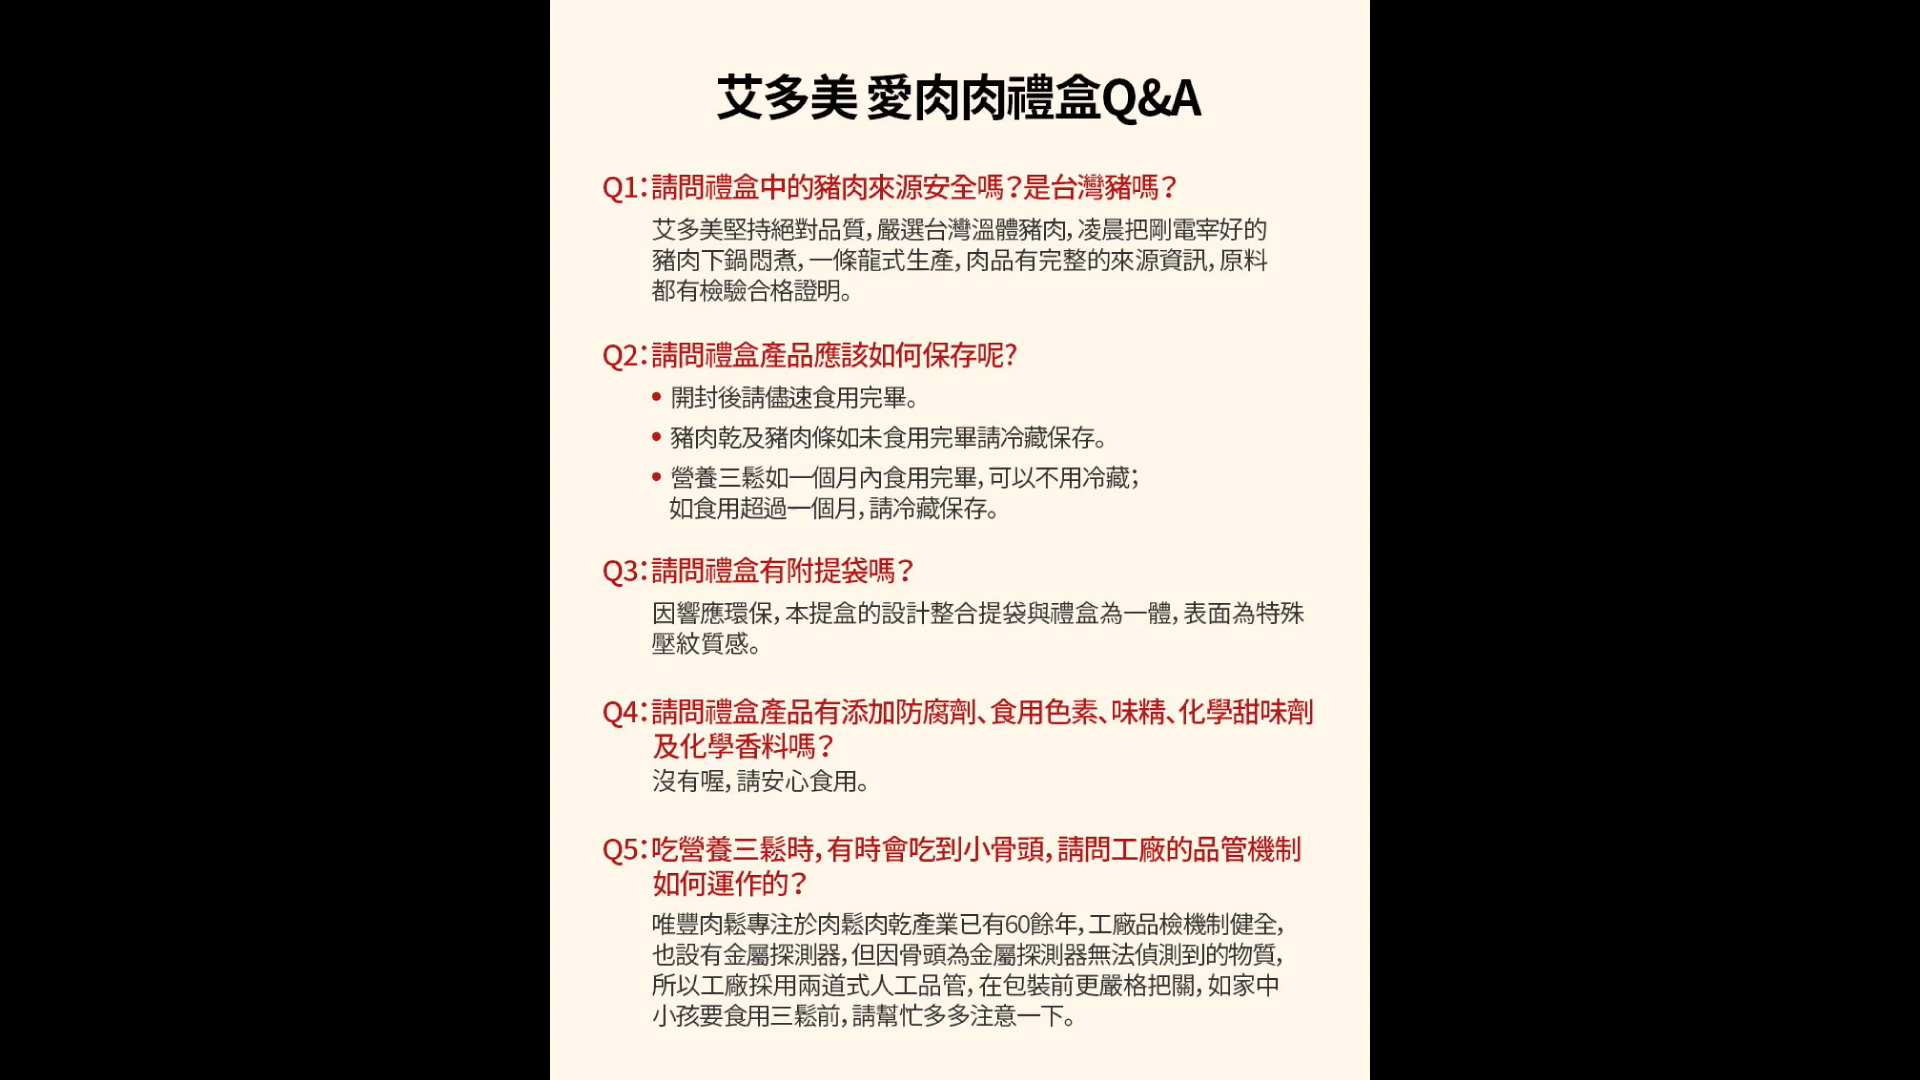 艾多美 愛肉肉禮盒Q&A
Q1：請問禮盒中的豬肉來源安全嗎？是台灣豬嗎？
艾多美堅持絕對品質，嚴選台灣溫體豬肉，凌晨把剛電宰好的
豬肉下鍋悶煮，一條龍式生產，肉品有完整的來源資訊，原料
都有檢驗合格證明。
Q2：請問禮盒產品應該如何保存呢?
• 開封後請儘速食用完畢。
• 豬肉乾及豬肉條如未食用完畢請冷藏保存。
• 營養三鬆如一個月內食用完畢，可以不用冷藏；
如食用超過一個月，請冷藏保存。
Q3：請問禮盒有附提袋嗎？
因響應環保，本提盒的設計整合提袋與禮盒為一體，表面為特殊
壓紋質感。
Q4：請問禮盒產品有添加防腐劑、食用色素、味精、化學甜味劑
及化學香料嗎？
沒有喔，請安心食用。
Q5：吃營養三鬆時，有時會吃到小骨頭，請問工廠的品管機制
如何運作的？
唯豐肉鬆專注於肉鬆肉乾產業已有60餘年，工廠品檢機制健全，
也設有金屬探測器，但因骨頭為金屬探測器無法偵測到的物質，
所以工廠採用兩道式人工品管，在包裝前更嚴格把關，如家中
小孩要食用三鬆前，請幫忙多多注意一下。